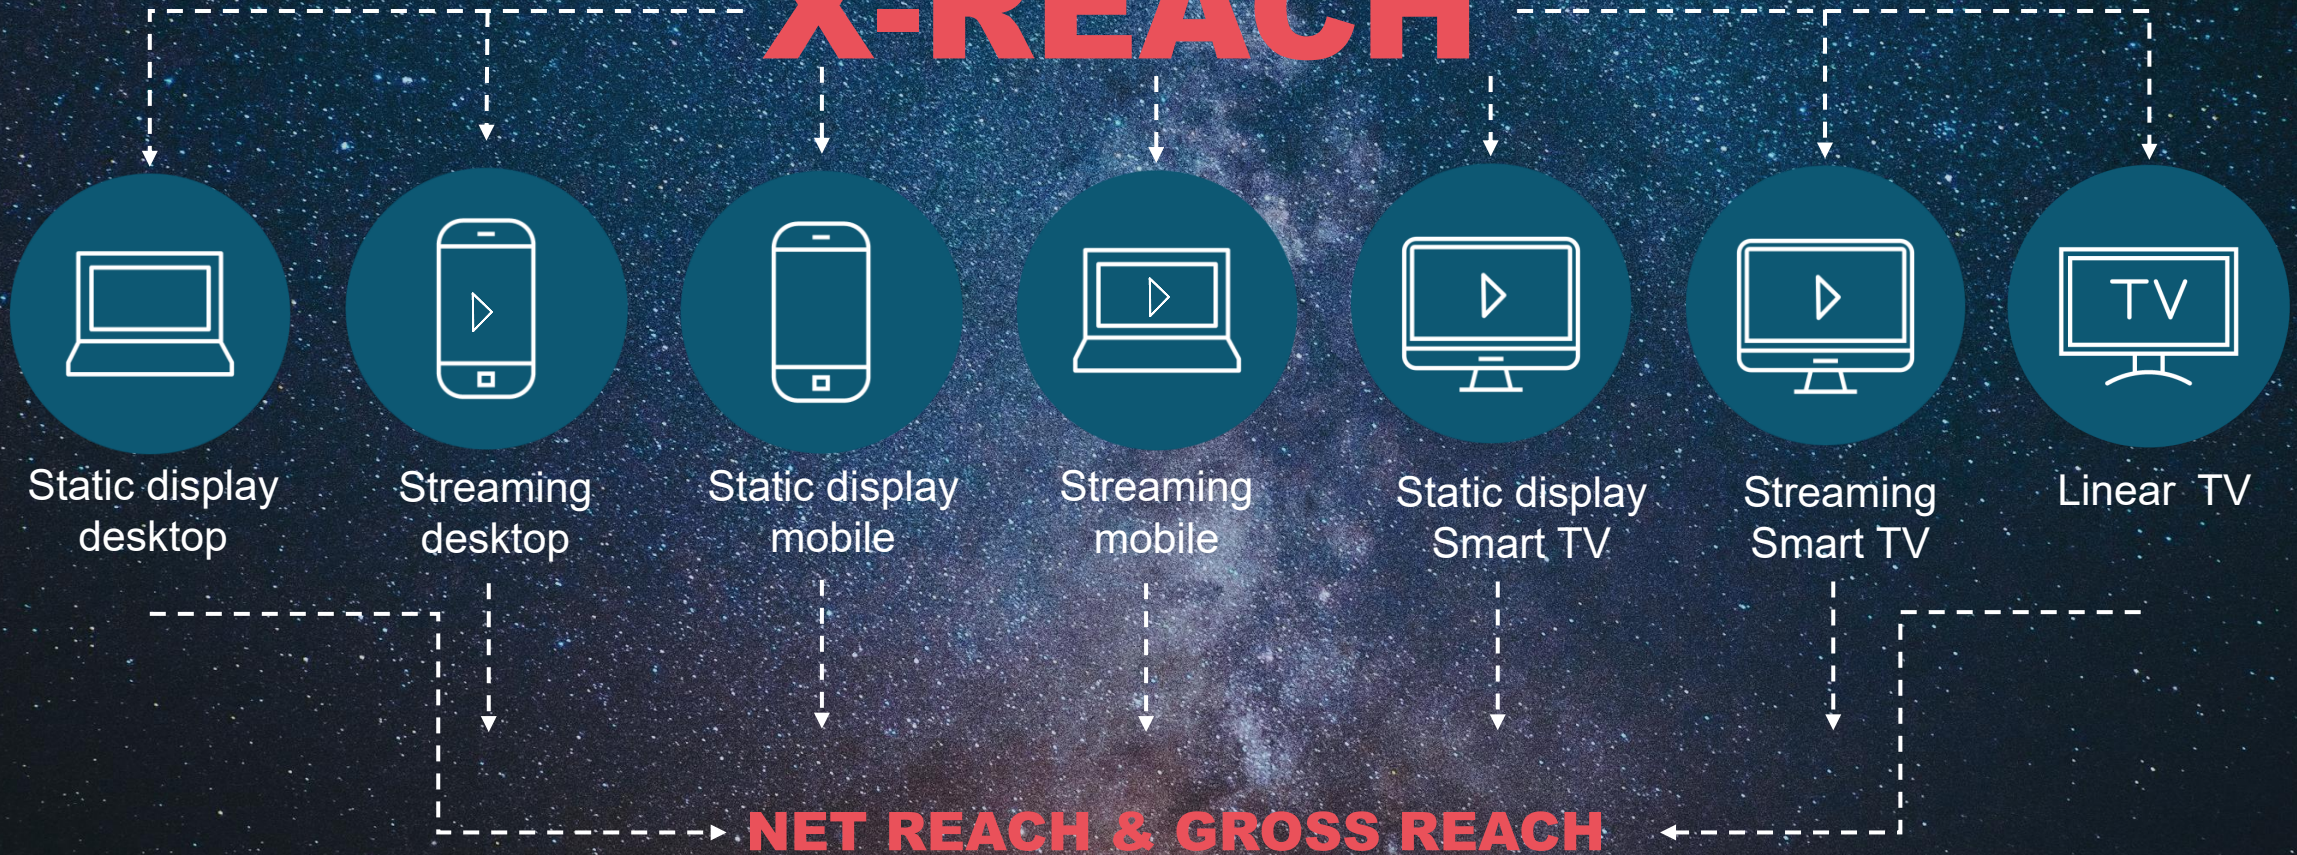 X-REACH
TV
Static display
desktop
Streaming
desktop
Static display
mobile
Streaming
mobile
Static display
Smart TV
Streaming
Smart TV
Linear TV
NET REACH & GROSS REACH